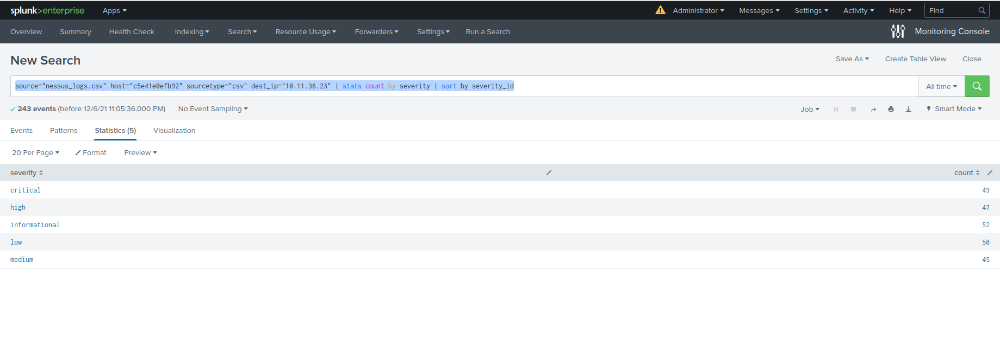 splunk>enterprise Apps Administrator Messages Settings Activity Help Find
Overview Summary Health Check Indexing Search Resource Usage Forwarders Settings Run a Search Monitoring Console
New Search Save As Create Table View Close
source="nessus_logs.csv" host="c5e41e0efb92" sourcetype="csv" dest_ip="10.11.36.23" | stats count by severity | sort by severity_id All time
243 events (before 12/6/21 11:05:36.000 PM) No Event Sampling Job Smart Mode
Events Patterns Statistics (5) Visualization
20 Per Page Format Preview
severity count
critical 49
high 47
informational 52
low 50
medium 45